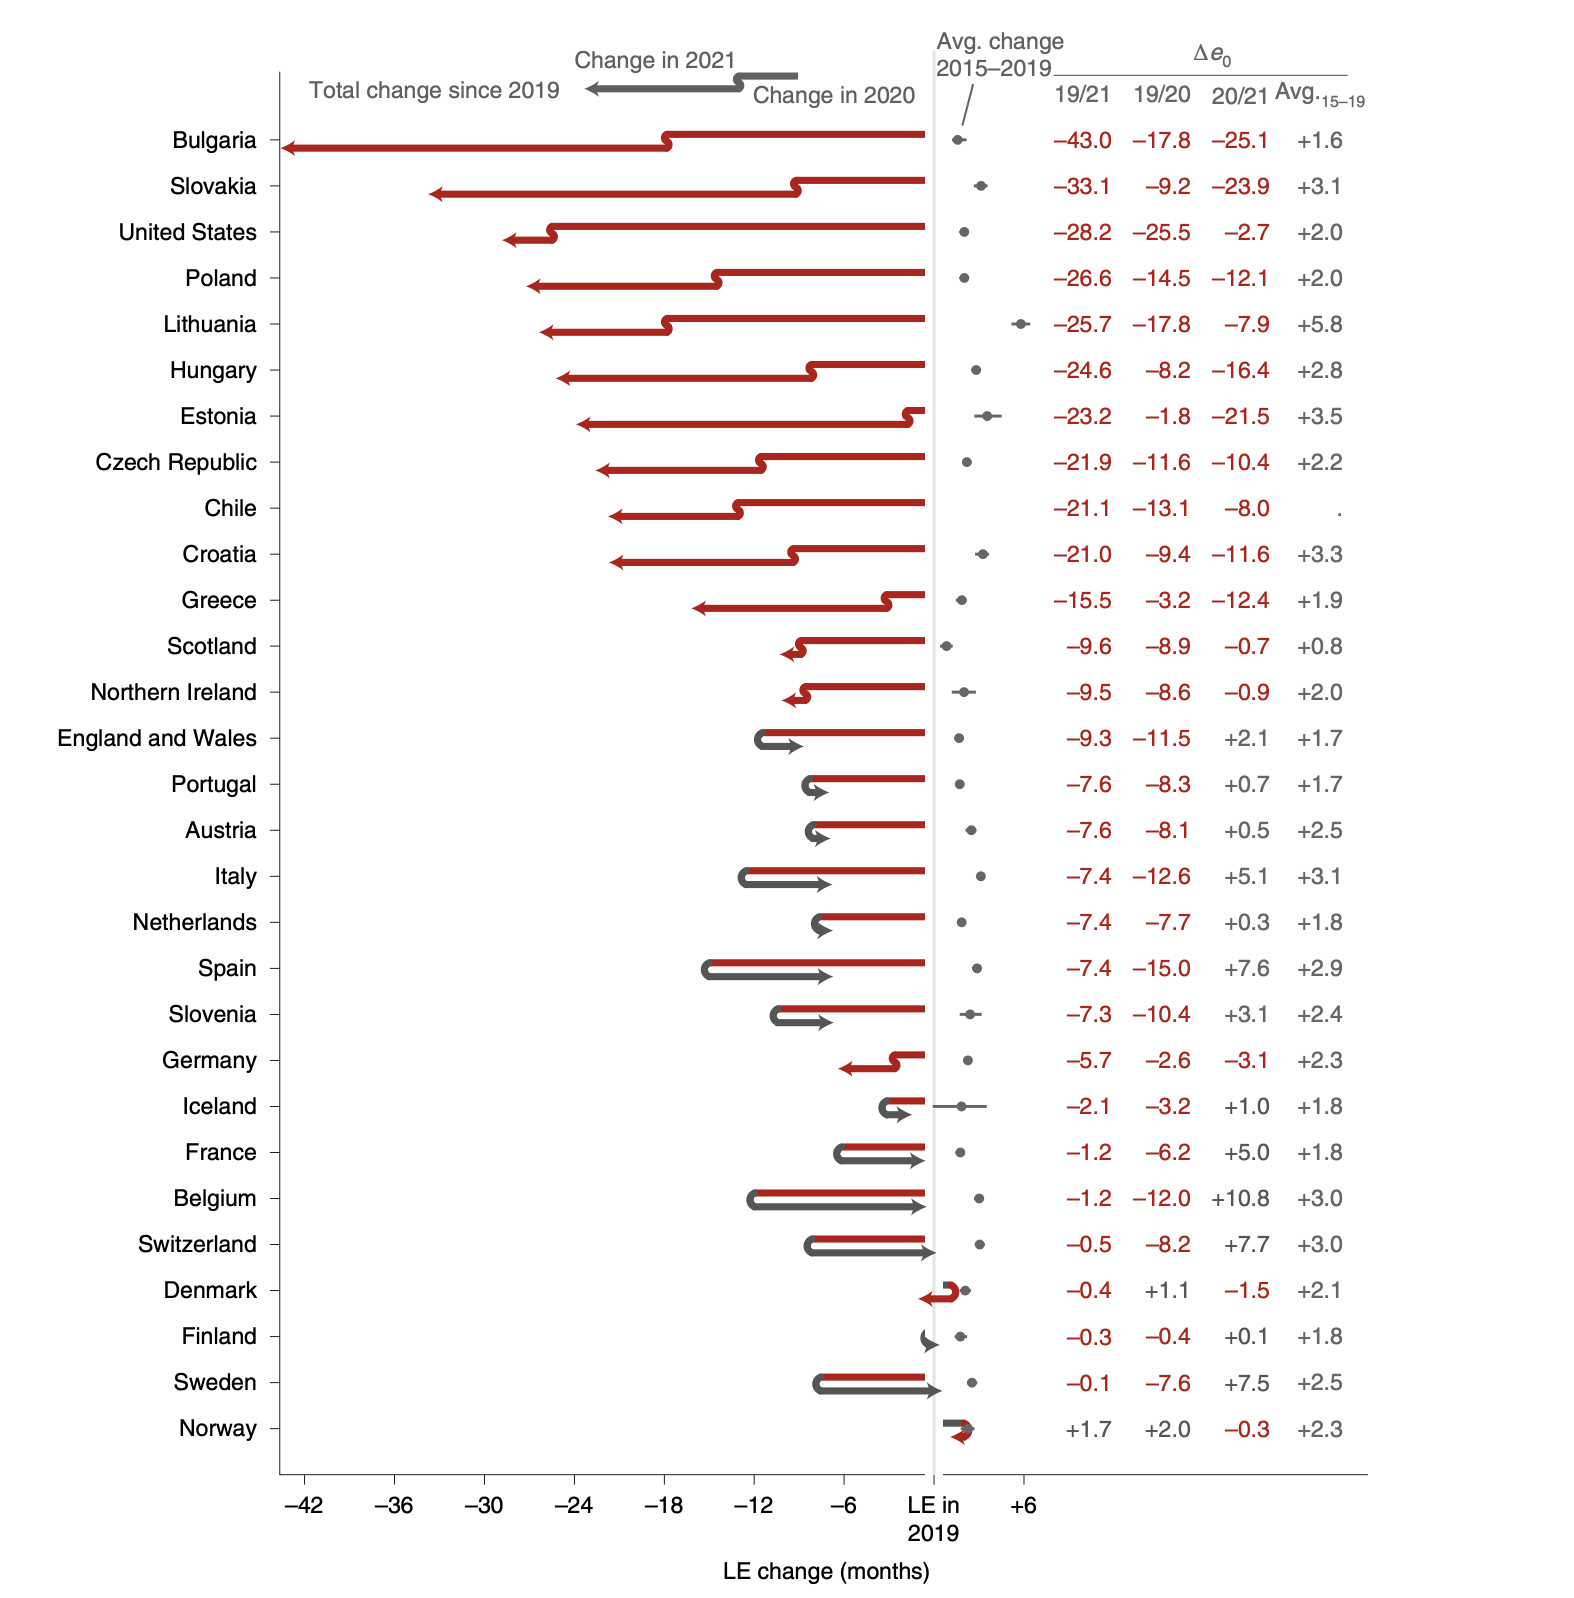 Avg. change
2015–2019
Δe0
Change in 2021
Total change since 2019
Change in 2020
19/21 19/20 20/21 Avg.15–19
Bulgaria –43.0 –17.8 –25.1 +1.6
Slovakia –33.1 –9.2 –23.9 +3.1
United States –28.2 –25.5 –2.7 +2.0
Poland –26.6 –14.5 –12.1 +2.0
Lithuania –25.7 –17.8 –7.9 +5.8
Hungary –24.6 –8.2 –16.4 +2.8
Estonia –23.2 –1.8 –21.5 +3.5
Czech Republic –21.9 –11.6 –10.4 +2.2
Chile –21.1 –13.1 –8.0 .
Croatia –21.0 –9.4 –11.6 +3.3
Greece –15.5 –3.2 –12.4 +1.9
Scotland –9.6 –8.9 –0.7 +0.8
Northern Ireland –9.5 –8.6 –0.9 +2.0
England and Wales –9.3 –11.5 +2.1 +1.7
Portugal –7.6 –8.3 +0.7 +1.7
Austria –7.6 –8.1 +0.5 +2.5
Italy –7.4 –12.6 +5.1 +3.1
Netherlands –7.4 –7.7 +0.3 +1.8
Spain –7.4 –15.0 +7.6 +2.9
Slovenia –7.3 –10.4 +3.1 +2.4
Germany –5.7 –2.6 –3.1 +2.3
Iceland –2.1 –3.2 +1.0 +1.8
France –1.2 –6.2 +5.0 +1.8
Belgium –1.2 –12.0 +10.8 +3.0
Switzerland –0.5 –8.2 +7.7 +3.0
Denmark –0.4 +1.1 –1.5 +2.1
Finland –0.3 –0.4 +0.1 +1.8
Sweden –0.1 –7.6 +7.5 +2.5
Norway +1.7 +2.0 –0.3 +2.3
–42 –36 –30 –24 –18 –12 –6 LE in +6
2019
LE change (months)